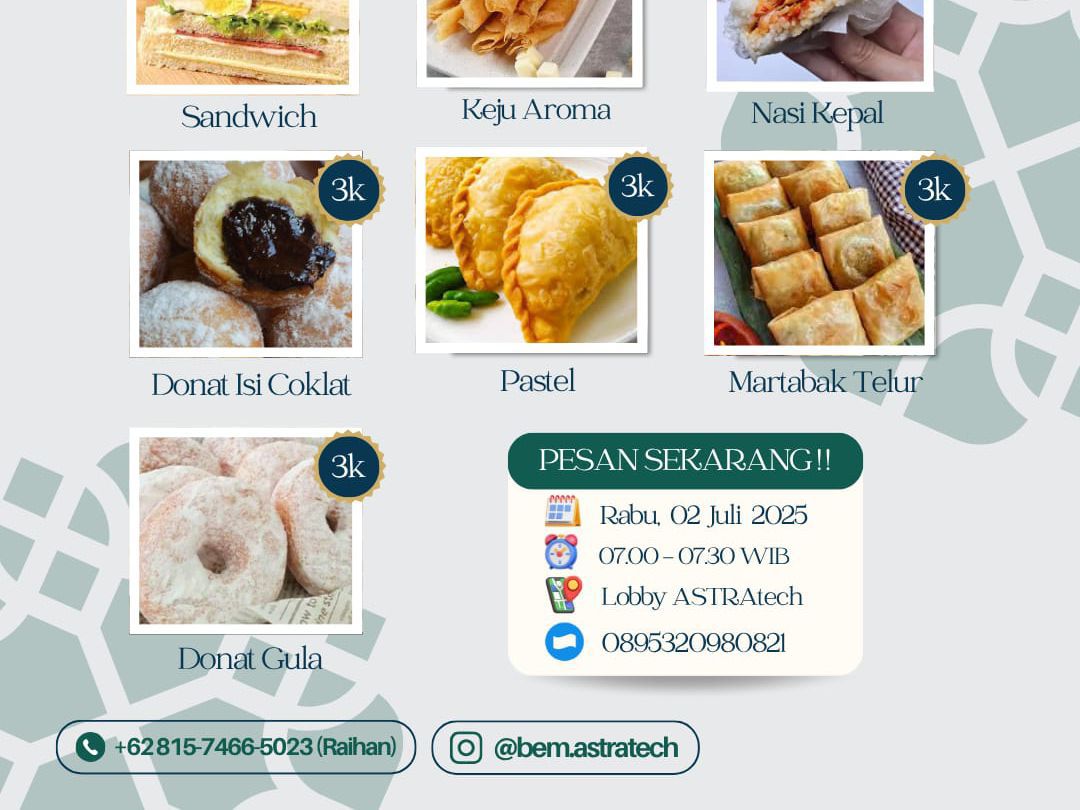 Sandwich
Keju Aroma
Nasi Kepal
3k
3k
3k
Donat Isi Coklat
Pastel
Martabak Telur
3k
Donat Gula
PESAN SEKARANG!!
Rabu, 02 Juli 2025
07.00 – 07.30 WIB
Lobby ASTRAtech
0895320980821
+62 815-7466-5023 (Raihan)
@bem.astratech